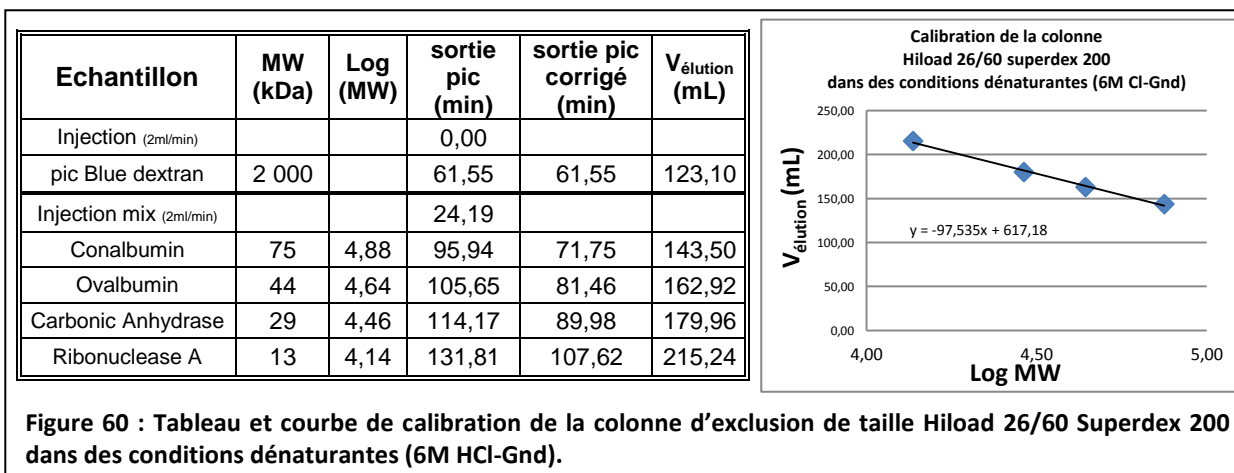 Echantillon MW (kDa) Log (MW) sortie pic (min) sortie pic corrigé (min) Vélution (mL)
Injection (2ml/min) 0,00
pic Blue dextran 2 000 61,55 61,55 123,10
Injection mix (2ml/min) 24,19
Conalbumin 75 4,88 95,94 71,75 143,50
Ovalbumin 44 4,64 105,65 81,46 162,92
Carbonic Anhydrase 29 4,46 114,17 89,98 179,96
Ribonuclease A 13 4,14 131,81 107,62 215,24
Calibration de la colonne
Hiload 26/60 superdex 200
dans des conditions dénaturantes (6M Cl-Gnd)
Vélution (mL)
250,00
200,00
150,00
100,00
50,00
0,00
y = -97,535x + 617,18
4,00 4,50 5,00
Log MW
Figure 60 : Tableau et courbe de calibration de la colonne d'exclusion de taille Hiload 26/60 Superdex 200
dans des conditions dénaturantes (6M HCl-Gnd).